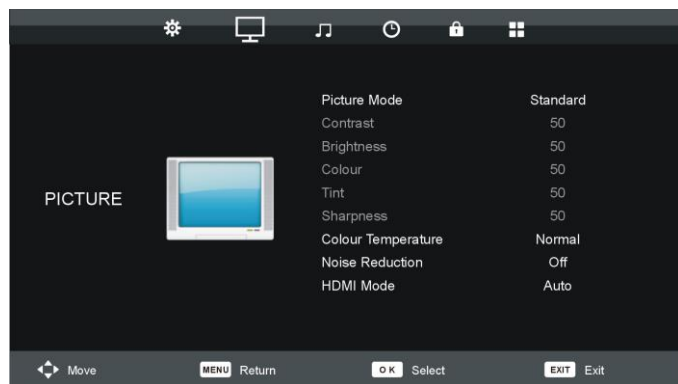 Picture Mode Standard
Contrast 50
Brightness 50
Colour 50
Tint 50
PICTURE
Sharpness 50
Colour Temperature Normal
Noise Reduction Off
HDMI Mode Auto
Move MENU Return OK Select EXIT Exit